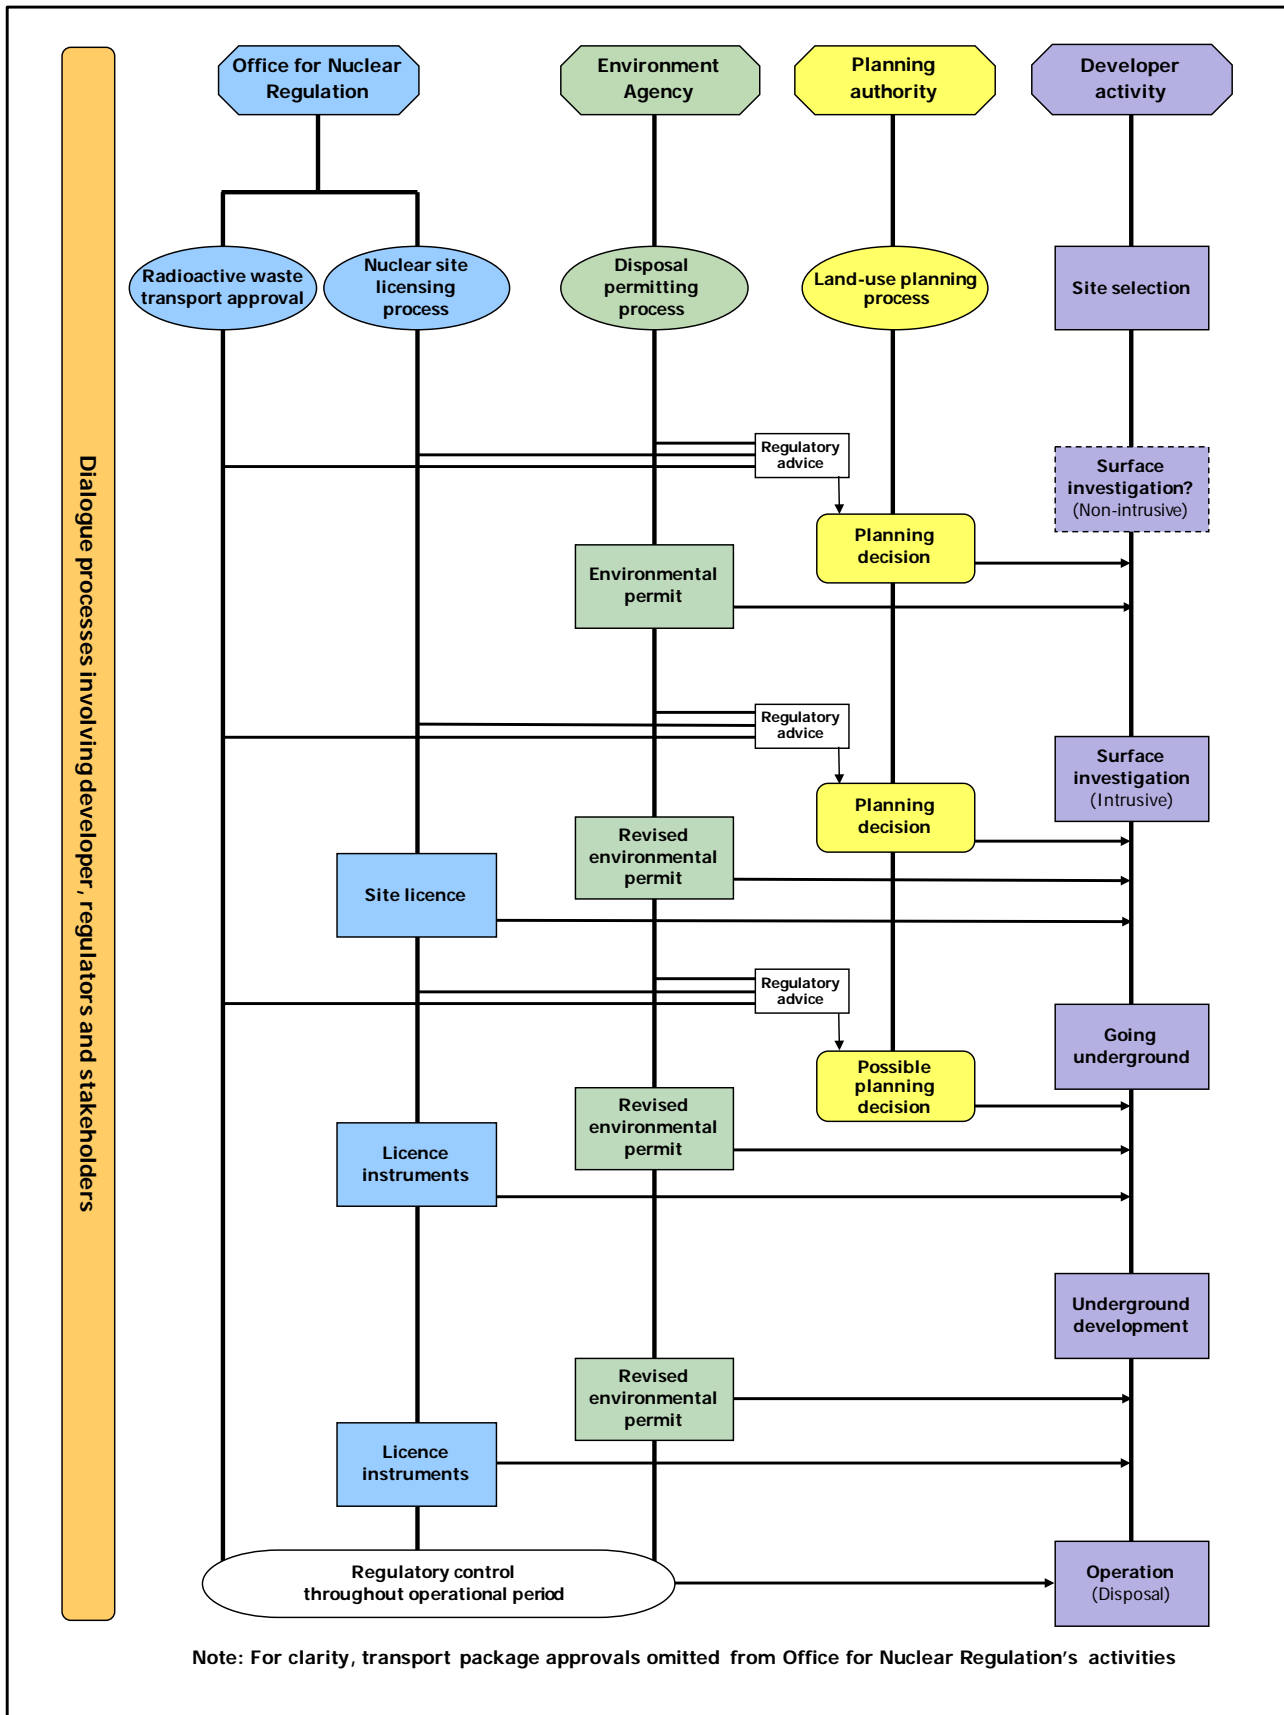 Dialogue processes involving developer, regulators and stakeholders
Office for Nuclear
Regulation
Environment
Agency
Planning
authority
Developer
activity
Radioactive waste
transport approval
Nuclear site
licensing
process
Disposal
permitting
process
Land-use planning
process
Site selection
Regulatory
advice
Surface
investigation?
(Non-intrusive)
Planning
decision
Environmental
permit
Regulatory
advice
Surface
investigation
(Intrusive)
Planning
decision
Revised
environmental
permit
Site licence
Regulatory
advice
Going
underground
Possible
planning
decision
Revised
environmental
permit
Licence
instruments
Underground
development
Revised
environmental
permit
Licence
instruments
Regulatory control
throughout operational period
Operation
(Disposal)
Note: For clarity, transport package approvals omitted from Office for Nuclear Regulation's activities